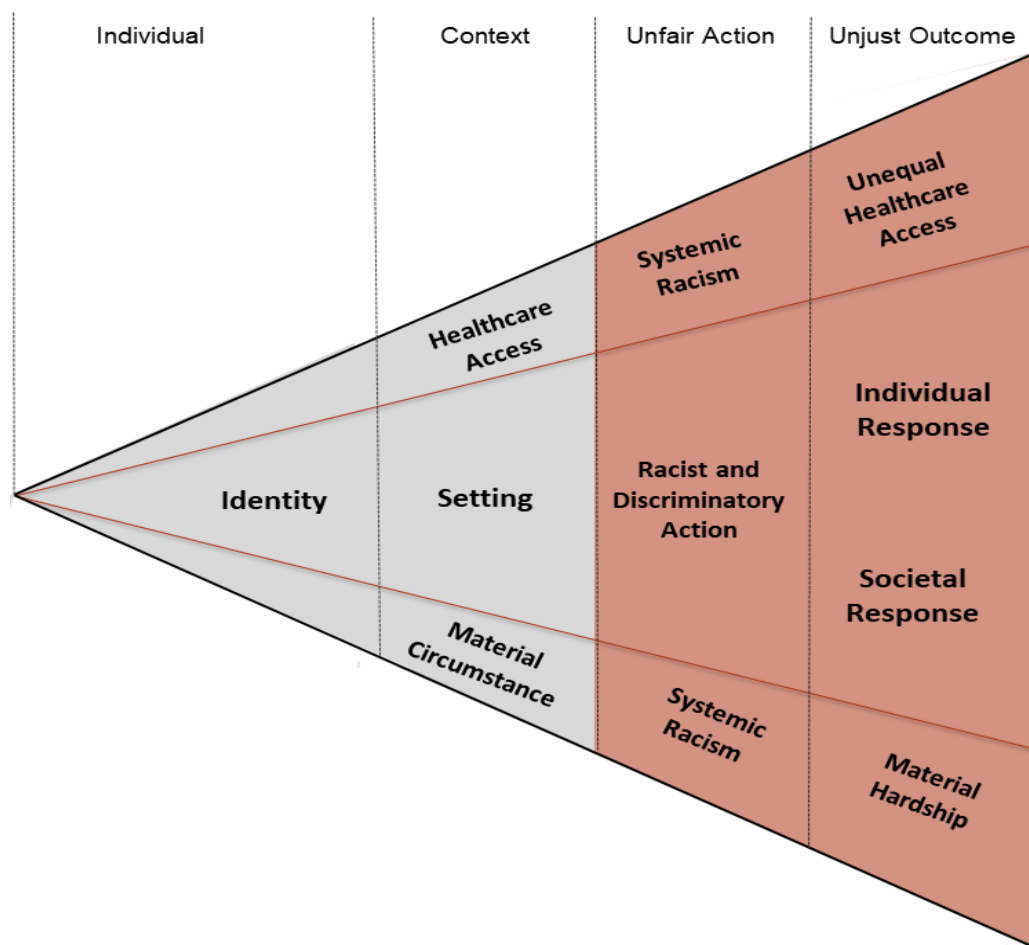 Individual
Context
Unfair Action
Unjust Outcome
Healthcare
Access
Systemic
Racism
Unequal
Healthcare
Access
Identity
Setting
Racist and
Discriminatory
Action
Individual
Response
Societal
Response
Material
Circumstance
Systemic
Racism
Material
Hardship